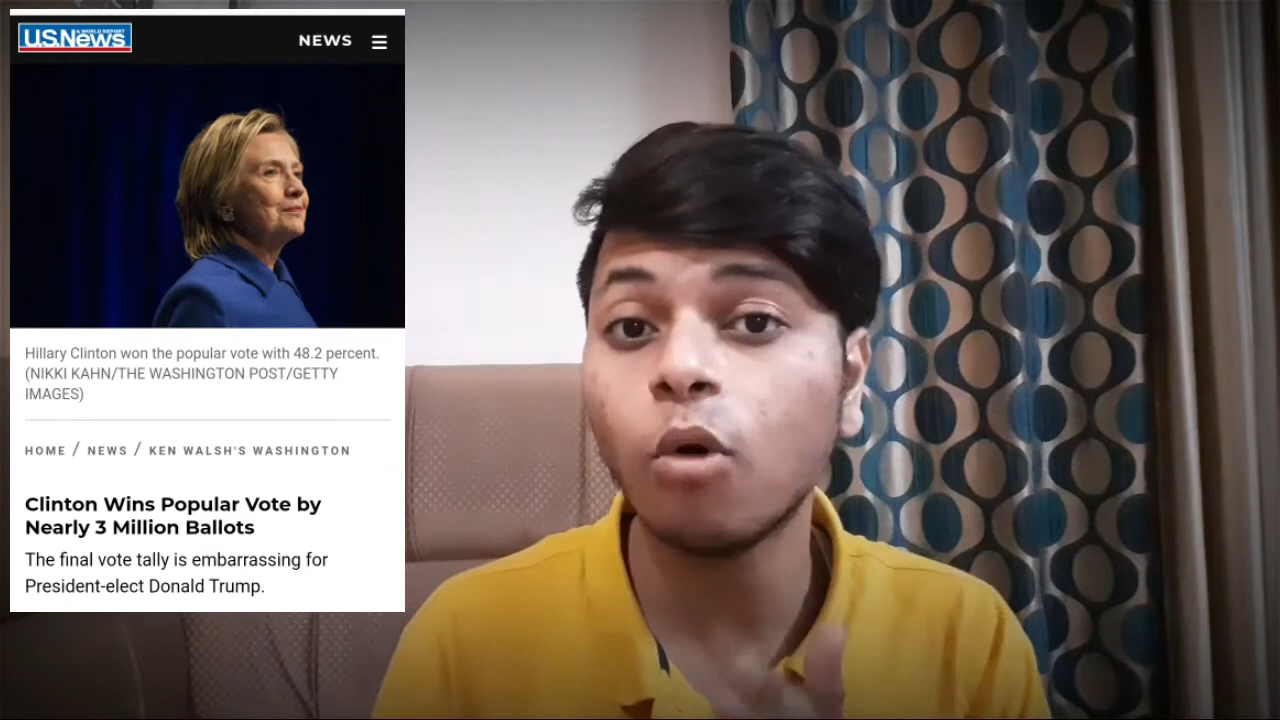 U.S.News
& WORLD REPORT
NEWS
Hillary Clinton won the popular vote with 48.2 percent.
(NIKKI KAHN/THE WASHINGTON POST/GETTY
IMAGES)
HOME / NEWS / KEN WALSH'S WASHINGTON
Clinton Wins Popular Vote by
Nearly 3 Million Ballots
The final vote tally is embarrassing for
President-elect Donald Trump.